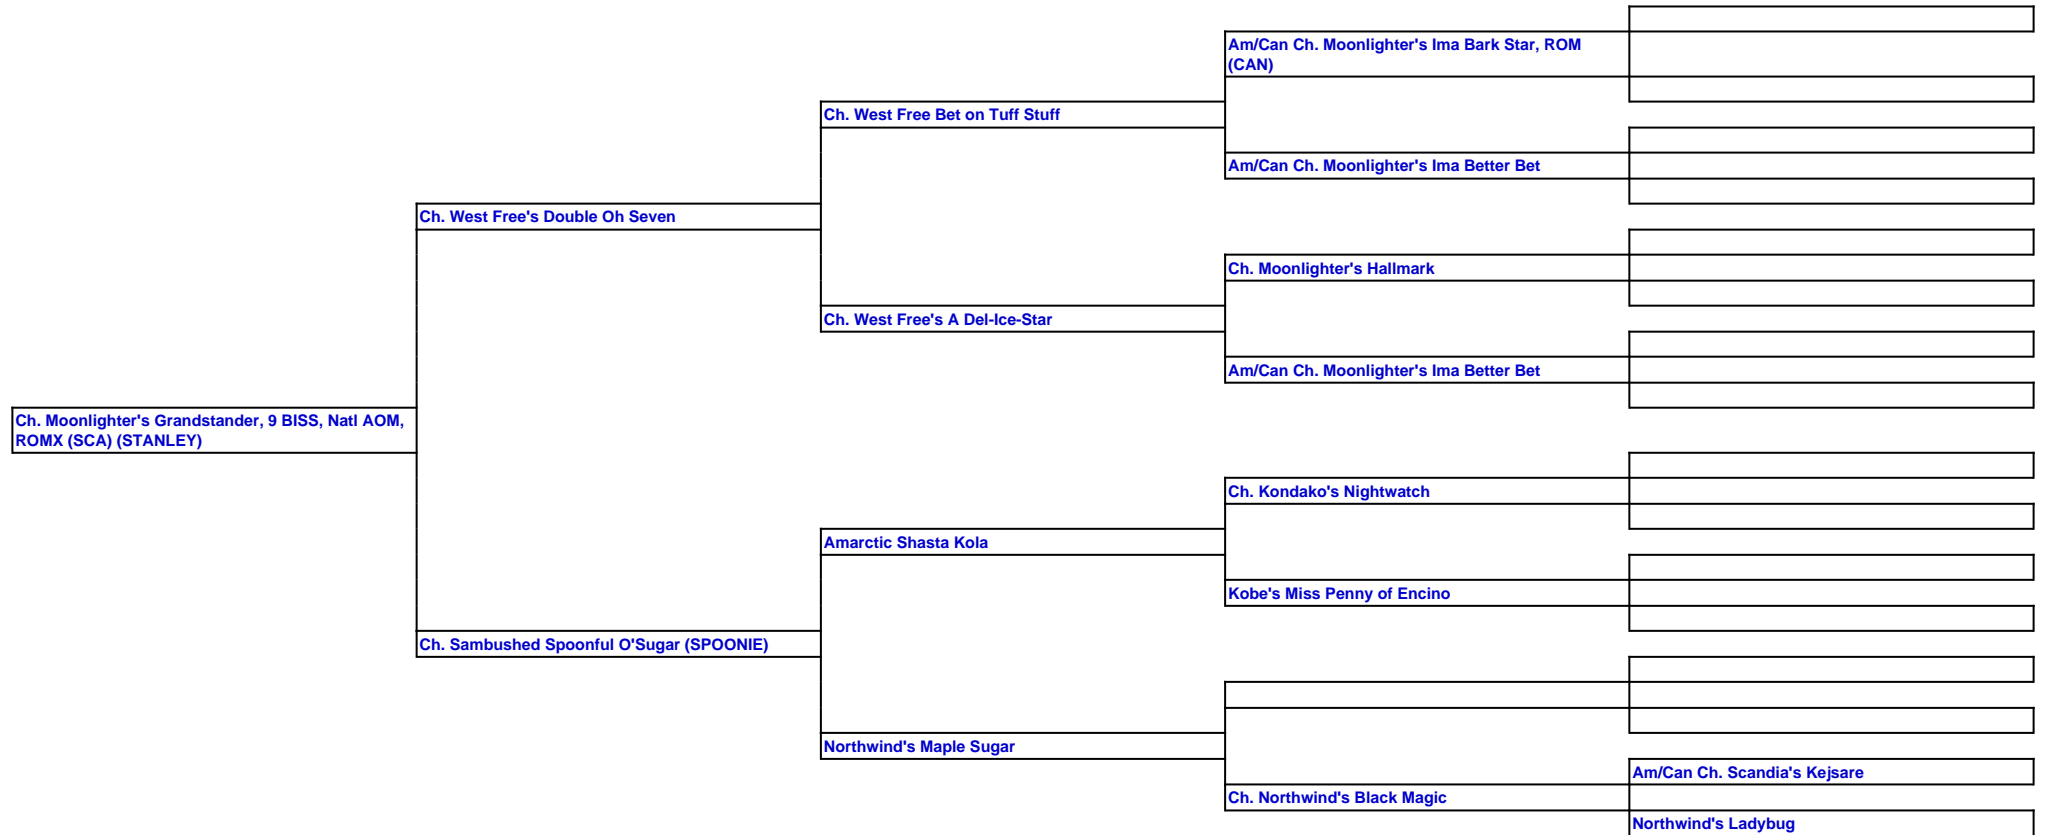 Am/Can Ch. Moonlighter's Ima Bark Star, ROM
(CAN)
Ch. West Free Bet on Tuff Stuff
Am/Can Ch. Moonlighter's Ima Better Bet
Ch. West Free's Double Oh Seven
Ch. Moonlighter's Hallmark
Ch. West Free's A Del-Ice-Star
Am/Can Ch. Moonlighter's Ima Better Bet
Ch. Moonlighter's Grandstander, 9 BISS, Natl AOM,
ROMX (SCA) (STANLEY)
Ch. Kondako's Nightwatch
Amarctic Shasta Kola
Kobe's Miss Penny of Encino
Ch. Sambushed Spoonful O'Sugar (SPOONIE)
Northwind's Maple Sugar
Am/Can Ch. Scandia's Kejsare
Ch. Northwind's Black Magic
Northwind's Ladybug